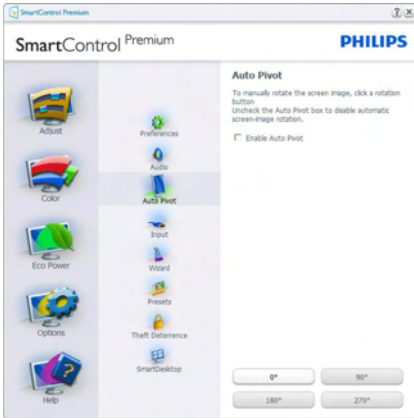 SmartControl Premium
SmartControl Premium
PHILIPS
Adjust
Color
Eco Power
Options
Help
Preferences
Audio
Auto Pivot
Input
Wizard
Presets
Theft Deterrence
SmartDesktop
Auto Pivot
To manually rotate the screen image, click a rotation
button
Uncheck the Auto Pivot box to disable automatic
screen-image rotation.
Enable Auto Pivot
0°
90°
180°
270°